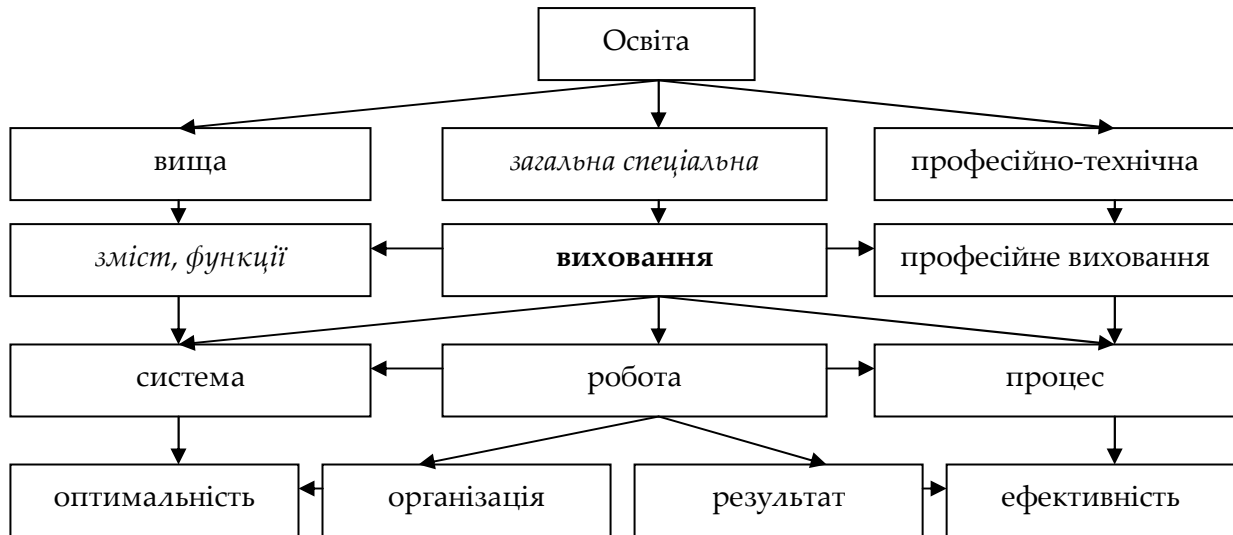 Освіта
вища
загальна спеціальна
професійно-технічна
зміст, функції
виховання
професійне виховання
система
робота
процес
оптимальність
організація
результат
ефективність